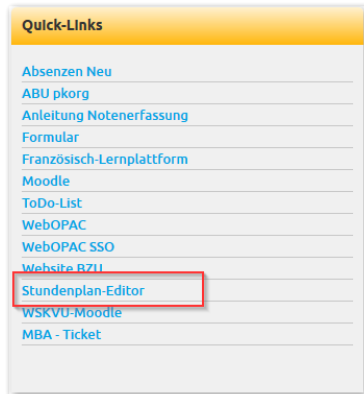 Quick-Links
Absenzen Neu
ABU pkorg
Anleitung Notenerfassung
Formular
Französisch-Lernplattform
Moodle
ToDo-List
WebOPAC
WebOPAC SSO
Website BZU
Stundenplan-Editor
WSKVU-Moodle
MBA - Ticket